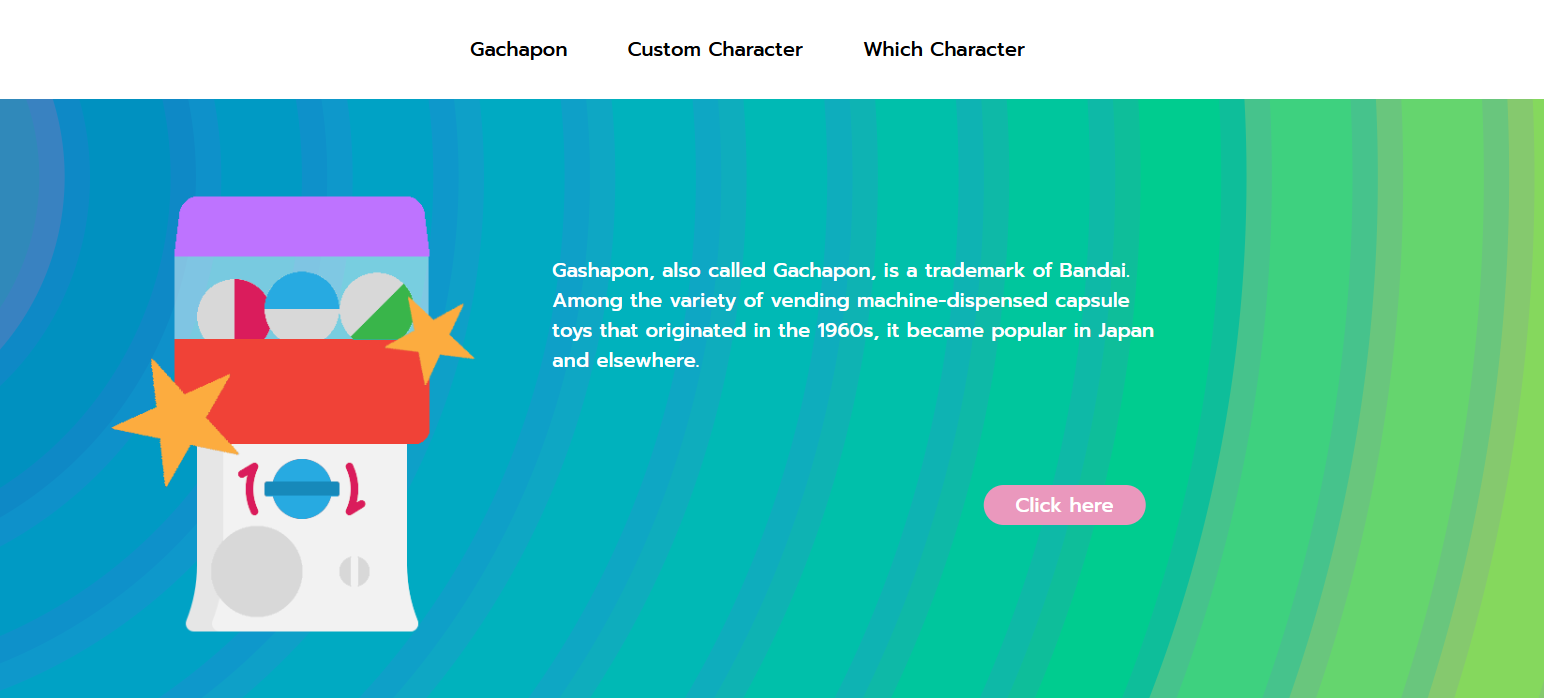 Gachapon Custom Character Which Character
Gashapon, also called Gachapon, is a trademark of Bandai.
Among the variety of vending machine-dispensed capsule
toys that originated in the 1960s, it became popular in Japan
and elsewhere.
Click here